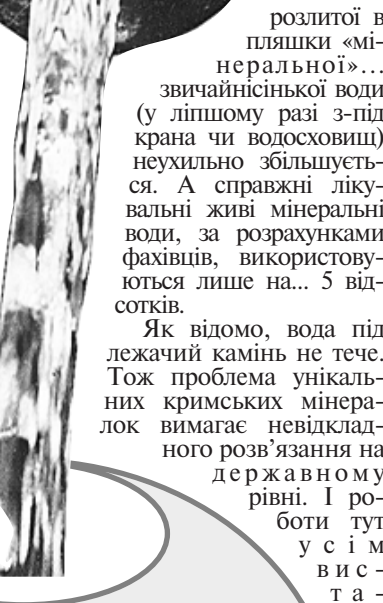 розлитої в
пляшки «мі-
неральної»…
звичайнісінької води
(у ліпшому разі з-під
крана чи водосховищ)
неухильно збільшуєть-
ся. А справжні ліку-
вальні живі мінеральні
води, за розрахунками
фахівців, використову-
ються лише на... 5 від-
сотків.
Як відомо, вода під
лежачий камінь не тече.
Тож проблема унікаль-
них кримських мінера-
лок вимагає невідклад-
ного розв’язання на
державному
рівні. І ро-
боти тут
усім
вис-
та-